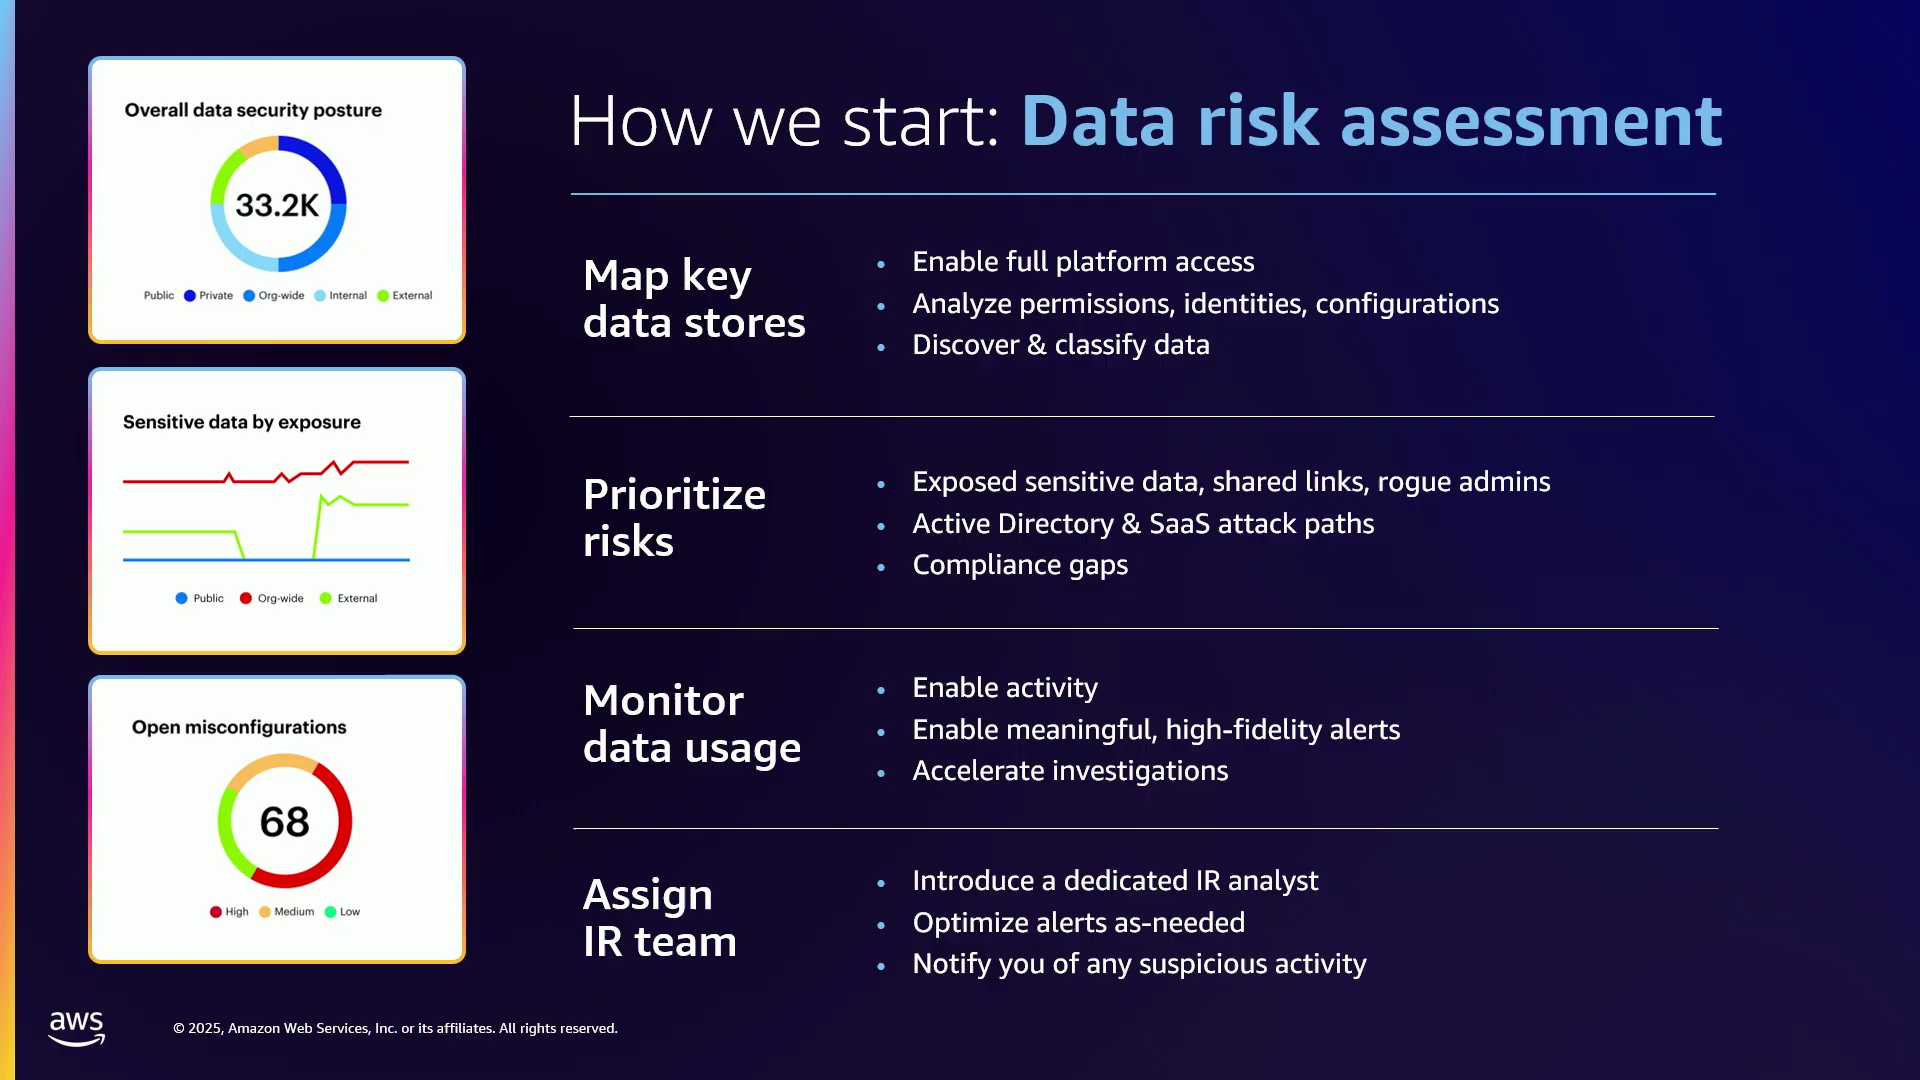 Overall data security posture
33.2K
Public Private Org-wide Internal External
Sensitive data by exposure
Public Org-wide External
Open misconfigurations
68
High Medium Low
How we start: Data risk assessment
Map key
data stores
• Enable full platform access
• Analyze permissions, identities, configurations
• Discover & classify data
Prioritize
risks
• Exposed sensitive data, shared links, rogue admins
• Active Directory & SaaS attack paths
• Compliance gaps
Monitor
data usage
• Enable activity
• Enable meaningful, high-fidelity alerts
• Accelerate investigations
Assign
IR team
• Introduce a dedicated IR analyst
• Optimize alerts as-needed
• Notify you of any suspicious activity
aws
© 2025, Amazon Web Services, Inc. or its affiliates. All rights reserved.